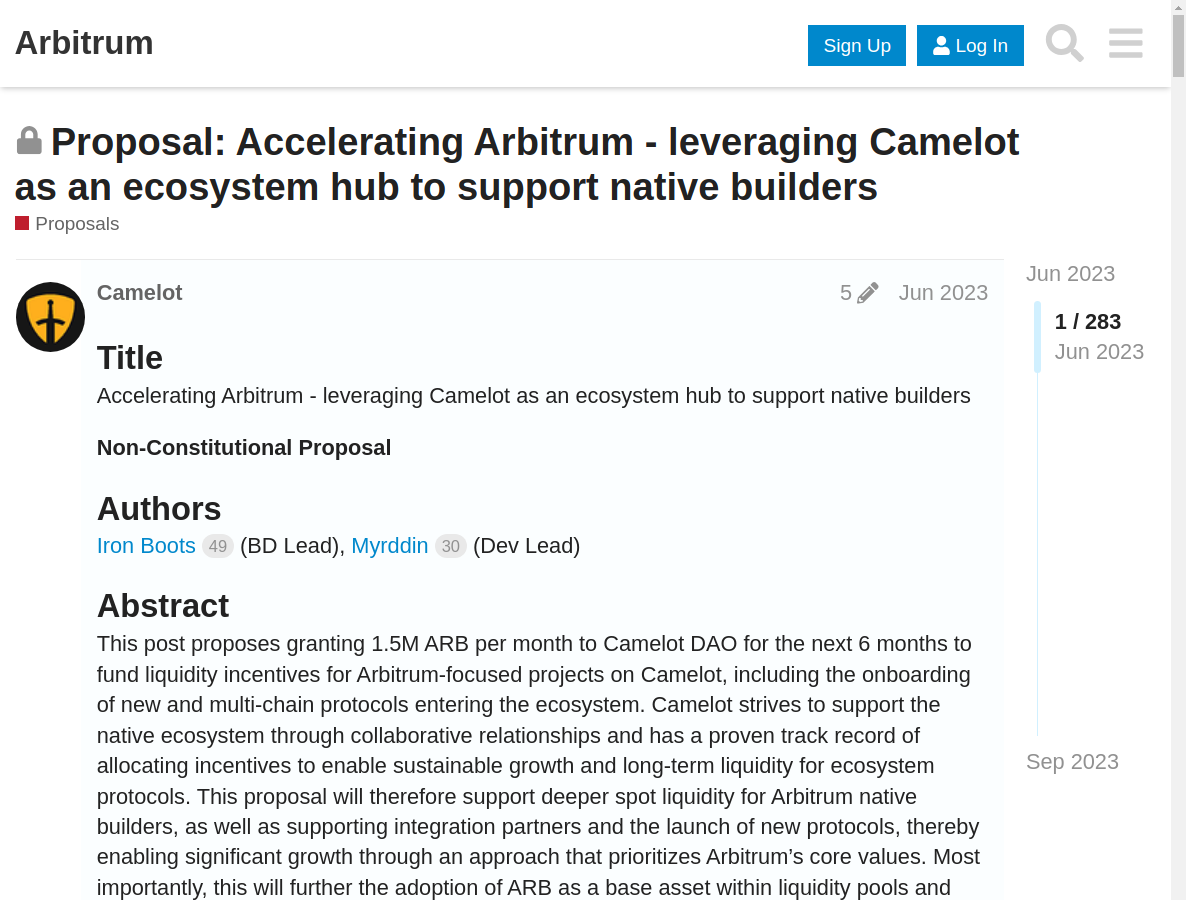 Arbitrum
Sign Up
Log In
Proposal: Accelerating Arbitrum - leveraging Camelot
as an ecosystem hub to support native builders
Proposals
Camelot
5
Jun 2023
Jun 2023
1 / 283
Jun 2023
Sep 2023
Title
Accelerating Arbitrum - leveraging Camelot as an ecosystem hub to support native builders
Non-Constitutional Proposal
Authors
Iron Boots 49 (BD Lead), Myrddin 30 (Dev Lead)
Abstract
This post proposes granting 1.5M ARB per month to Camelot DAO for the next 6 months to
fund liquidity incentives for Arbitrum-focused projects on Camelot, including the onboarding
of new and multi-chain protocols entering the ecosystem. Camelot strives to support the
native ecosystem through collaborative relationships and has a proven track record of
allocating incentives to enable sustainable growth and long-term liquidity for ecosystem
protocols. This proposal will therefore support deeper spot liquidity for Arbitrum native
builders, as well as supporting integration partners and the launch of new protocols, thereby
enabling significant growth through an approach that prioritizes Arbitrum’s core values. Most
importantly, this will further the adoption of ARB as a base asset within liquidity pools and